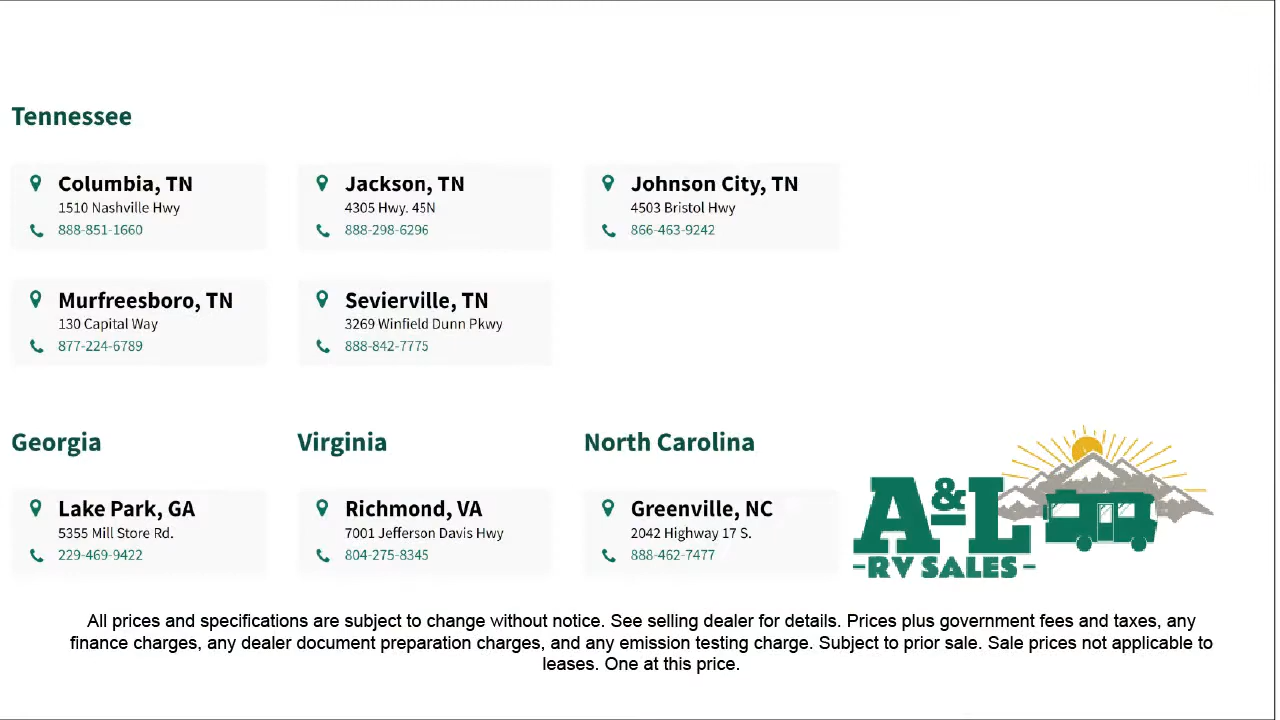 Tennessee
Columbia, TN
1510 Nashville Hwy
888-851-1660
Jackson, TN
4305 Hwy. 45N
888-298-6296
Johnson City, TN
4503 Bristol Hwy
866-463-9242
Murfreesboro, TN
130 Capital Way
877-224-6789
Sevierville, TN
3269 Winfield Dunn Pkwy
888-842-7775
Georgia
Lake Park, GA
5355 Mill Store Rd.
229-469-9422
Virginia
Richmond, VA
7001 Jefferson Davis Hwy
804-275-8345
North Carolina
Greenville, NC
2042 Highway 17 S.
888-462-7477
A&L
-RV SALES-
All prices and specifications are subject to change without notice. See selling dealer for details. Prices plus government fees and taxes, any
finance charges, any dealer document preparation charges, and any emission testing charge. Subject to prior sale. Sale prices not applicable to
leases. One at this price.